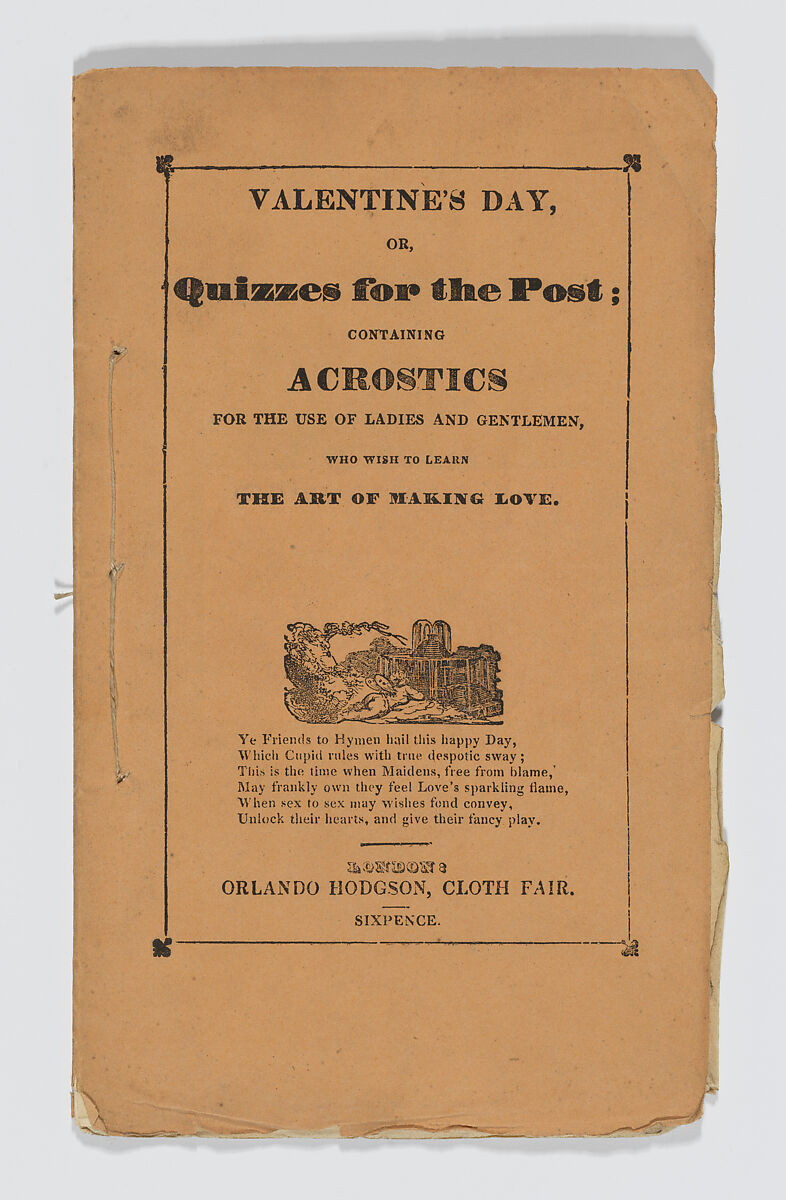 VALENTINE'S DAY,
OR,
Quizzes for the Post;
CONTAINING
ACROSTICS
FOR THE USE OF LADIES AND GENTLEMEN,
WHO WISH TO LEARN
THE ART OF MAKING LOVE.
Ye Friends to Hymen hail this happy Day,
Which Cupid rules with true despotic sway;
This is the time when Maidens, free from blame,
May frankly own they feel Love's sparkling flame,
When sex to sex may wishes fond convey,
Unlock their hearts, and give their fancy play.
LONDON:
ORLANDO HODGSON, CLOTH FAIR.
SIXPENCE.